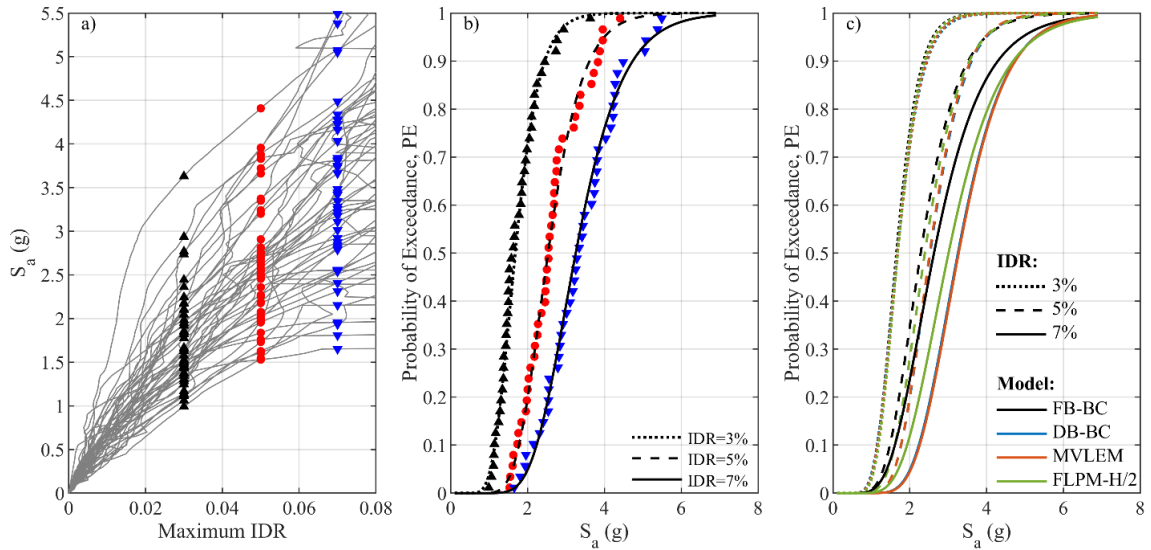 a)
5.5
4.5
3.5
3
2.5
2
1.5
1
0.5
0
S_a (g)
0 0.02 0.04 0.06 0.08
Maximum IDR
b)
1
0.9
0.8
0.7
0.6
0.5
0.4
0.3
0.2
0.1
0
Probability of Exceedance, PE
IDR=3%
IDR=5%
IDR=7%
0 2 4 6 8
S_a (g)
c)
1
0.9
0.8
0.7
0.6
0.5
0.4
0.3
0.2
0.1
0
Probability of Exceedance, PE
IDR:
3%
5%
7%
Model:
FB-BC
DB-BC
MVLEM
FLPM-H/2
0 2 4 6 8
S_a (g)